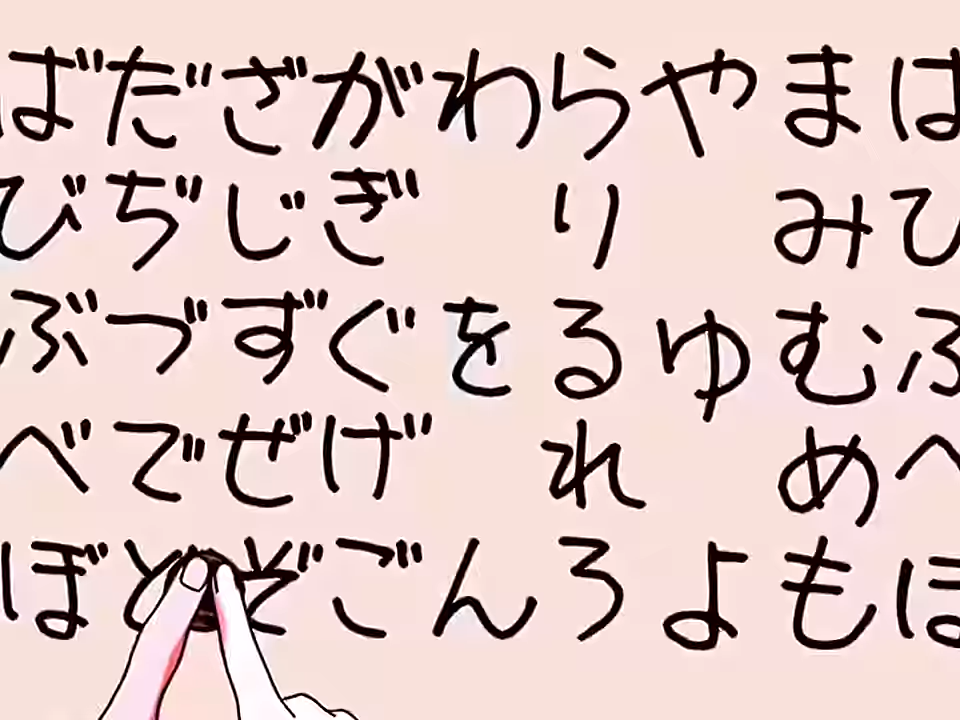 はひふへほ
まみむめも
やゆよ
らりるれろ
わをん
がぎぐげご
ざじずぜぞ
だぢづでど
ばびぶべぼ